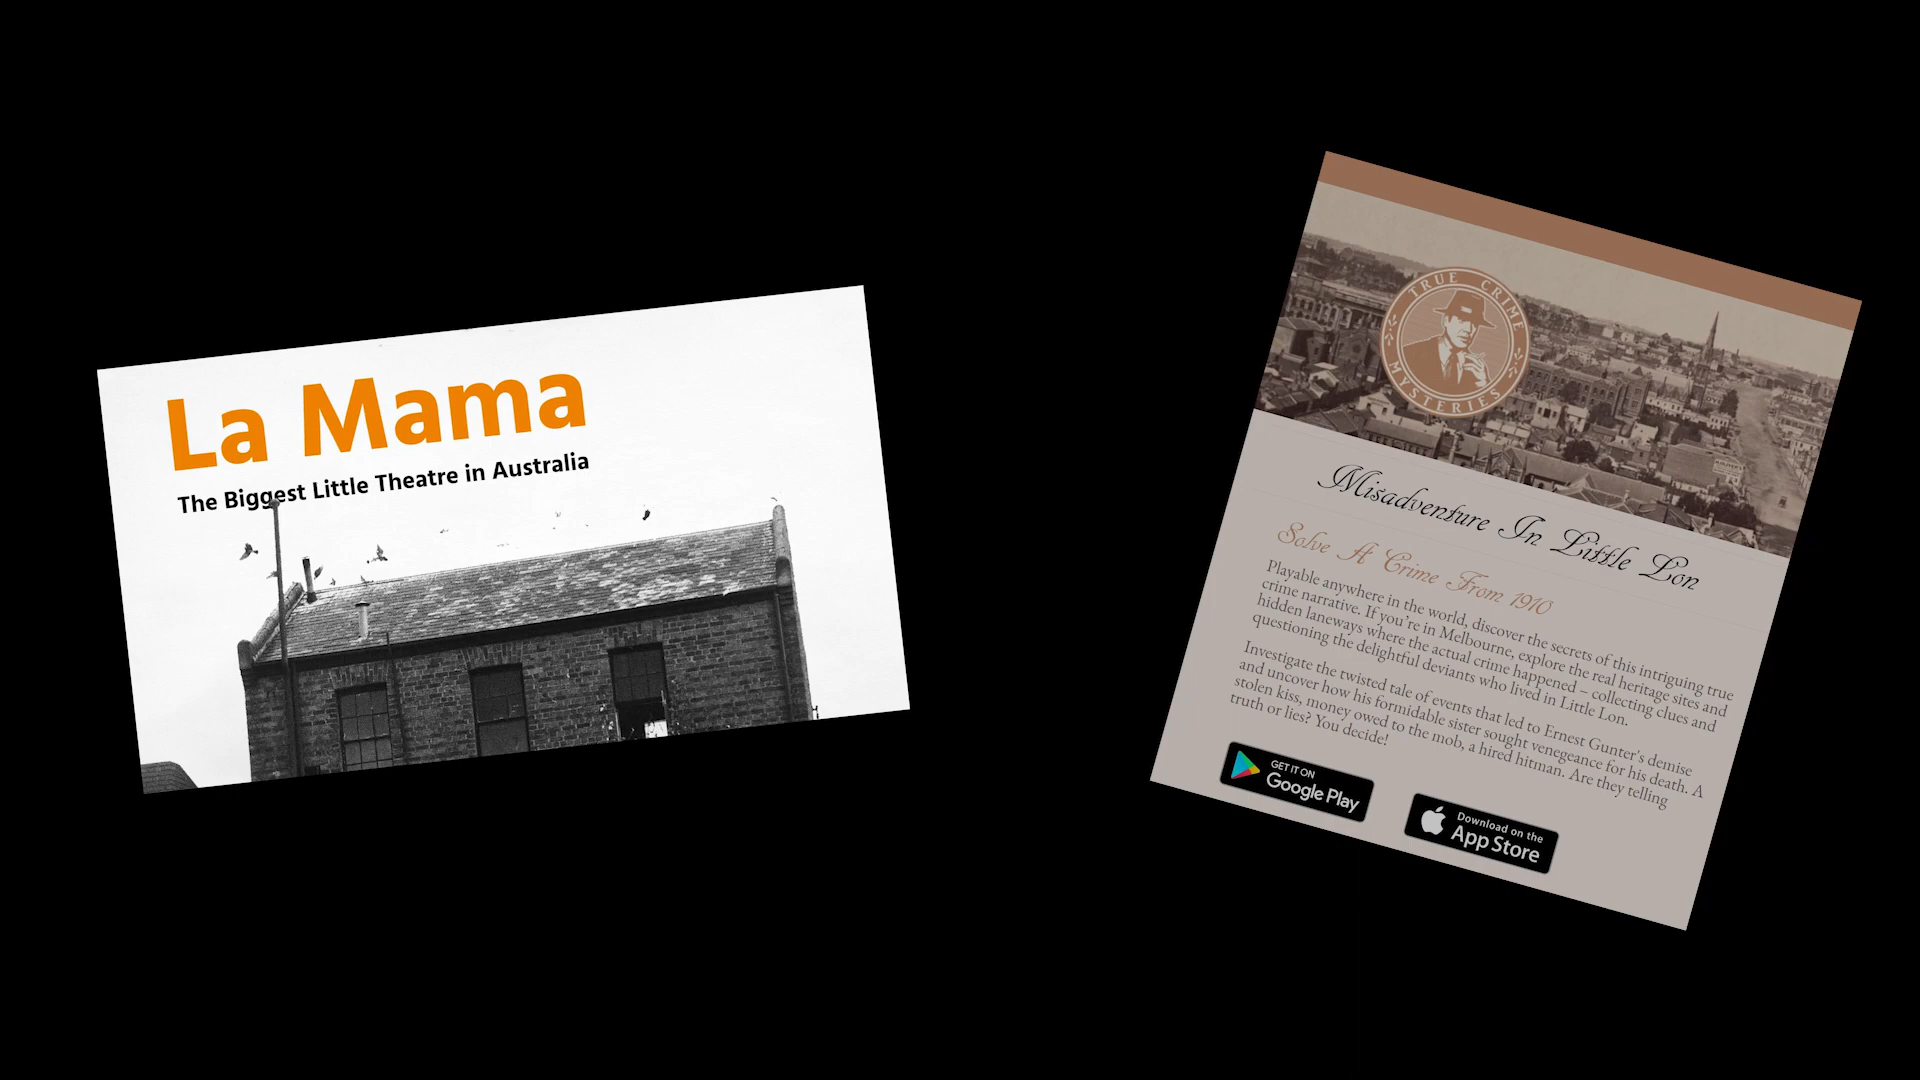 La Mama
The Biggest Little Theatre in Australia
TRUE CRIME
MYSTERIES
Misadventure In Little Lon
Solve A Crime From 1910
Playable anywhere in the world, discover the secrets of this intriguing true
crime narrative. If you're in Melbourne, explore the real heritage sites and
hidden laneways where the actual crime happened – collecting clues and
questioning the delightful deviants who lived in Little Lon.
Investigate the twisted tale of events that led to Ernest Gunter's demise
and uncover how his formidable sister sought venegeance for his death. A
stolen kiss, money owed to the mob, a hired hitman. Are they telling
truth or lies? You decide!
GET IT ON
Google Play
Download on the
App Store